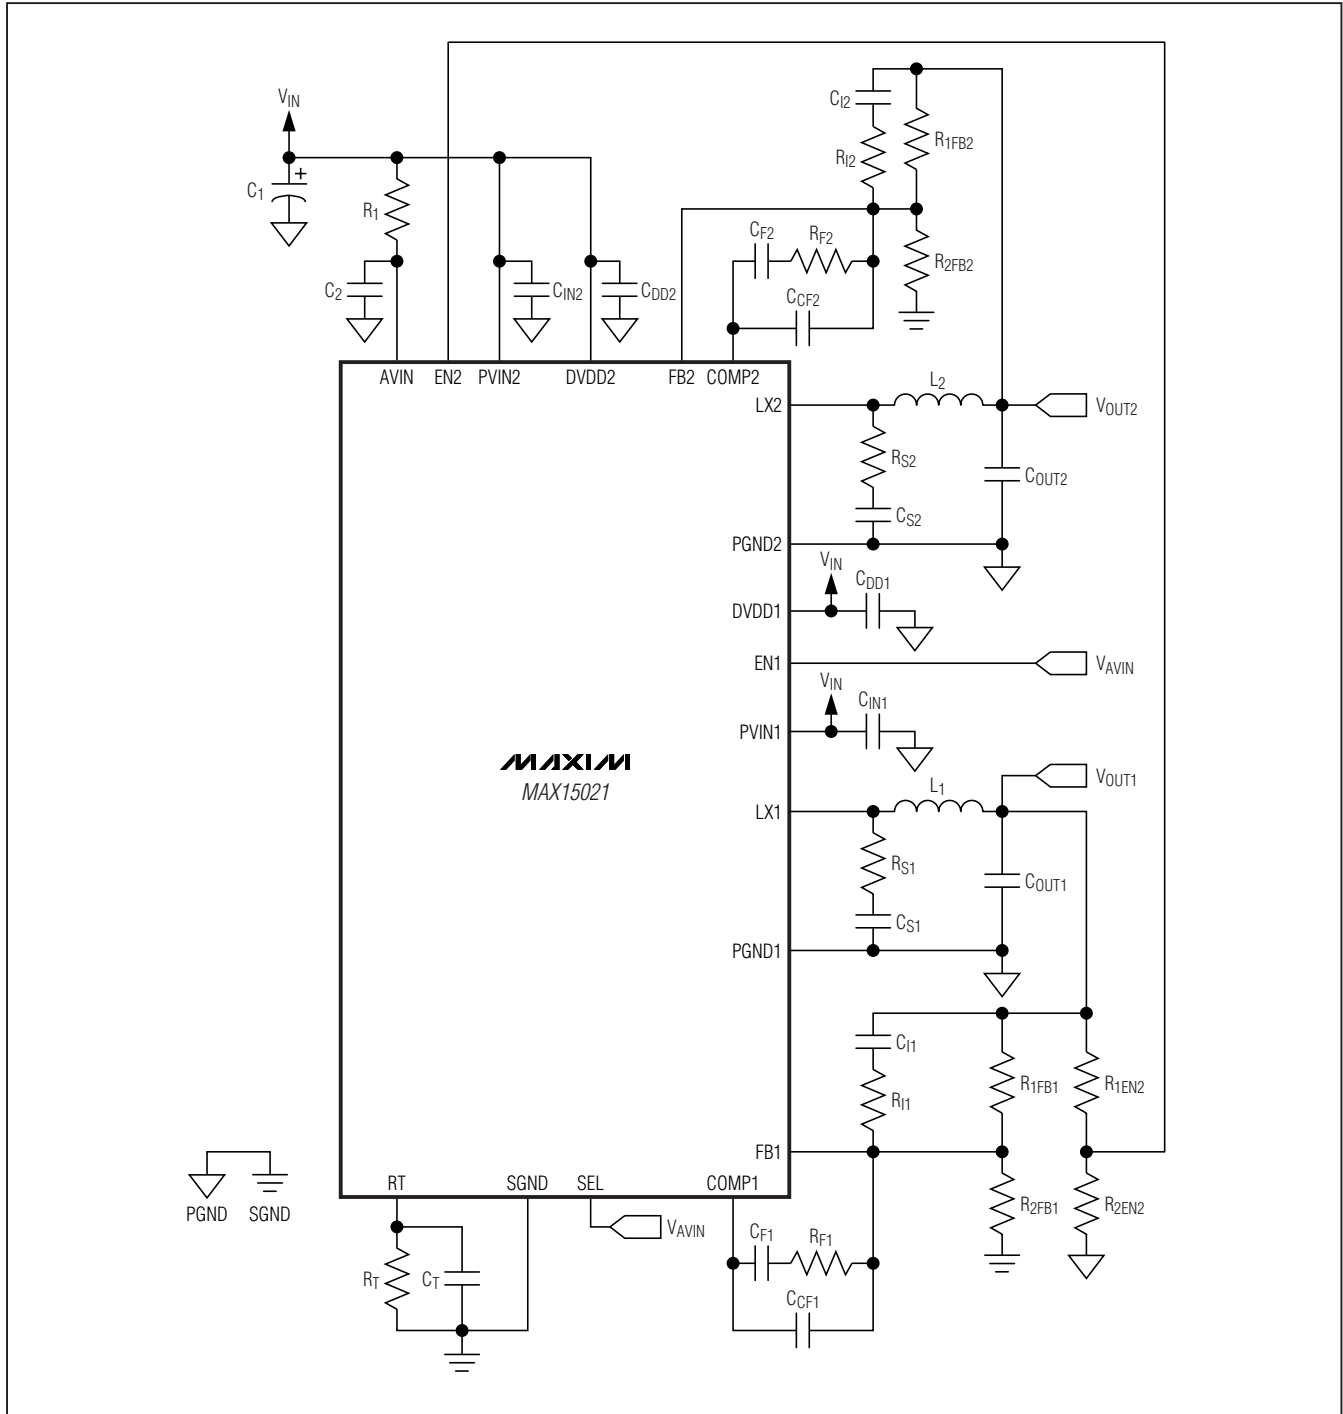 V_IN
C_1
+
R_1
C_2
C_IN2
C_DD2
C_I2
R_I2
R_1FB2
C_F2
R_F2
R_2FB2
C_CF2
AVIN
EN2
PVIN2
DVDD2
FB2
COMP2
LX2
L_2
V_OUT2
R_S2
C_OUT2
C_S2
PGND2
V_IN
C_DD1
DVDD1
EN1
V_AVIN
V_IN
C_IN1
PVIN1
MAXIM
MAX15021
V_OUT1
LX1
L_1
R_S1
C_OUT1
C_S1
PGND1
C_I1
R_I1
R_1FB1
R_1EN2
FB1
R_2FB1
R_2EN2
RT
SGND
SEL
COMP1
PGND
SGND
V_AVIN
R_T
C_T
C_F1
R_F1
C_CF1